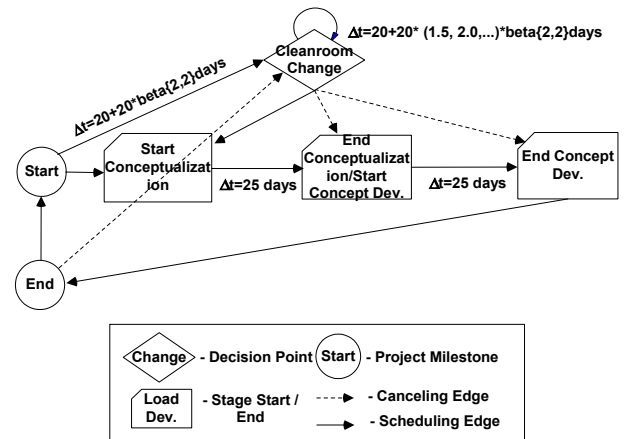 Δt=20+20* (1.5, 2.0,...)*beta{2,2}days
Cleanroom
Change
Δt=20+20*beta{2,2}days
Start
Start
Conceptualizat
ion
Δt=25 days
End
Conceptualizat
ion/Start
Concept Dev.
Δt=25 days
End Concept
Dev.
End
Change
- Decision Point
Start
- Project Milestone
Load
Dev.
- Stage Start /
End
- Canceling Edge
- Scheduling Edge